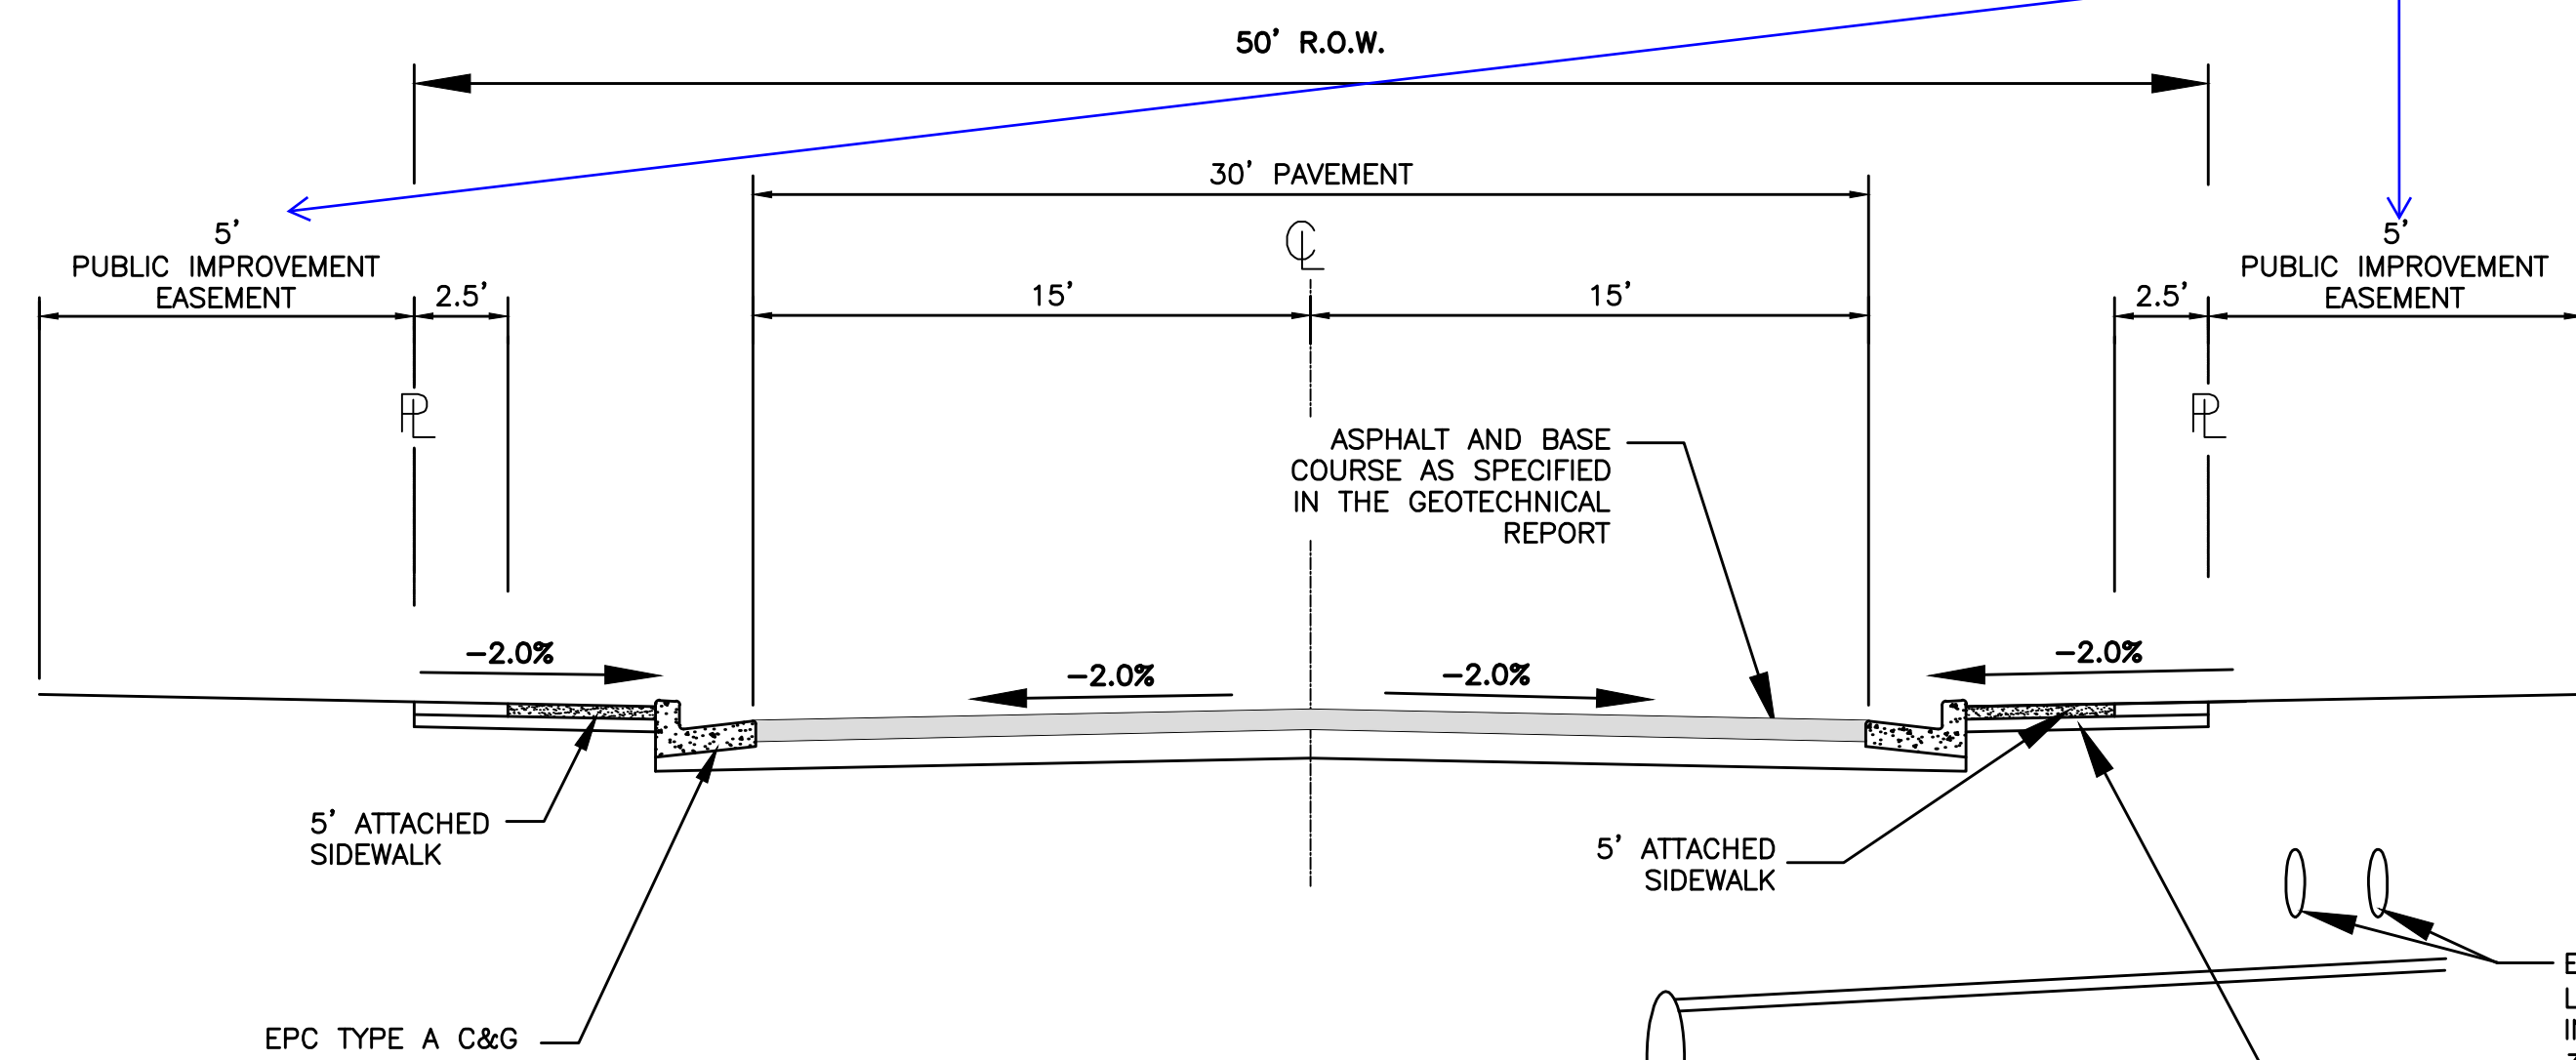 50' R.O.W.
30' PAVEMENT
5'
PUBLIC IMPROVEMENT
EASEMENT
2.5'
15'
15'
2.5'
5'
PUBLIC IMPROVEMENT
EASEMENT
ASPHALT AND BASE
COURSE AS SPECIFIED
IN THE GEOTECHNICAL
REPORT
-2.0%
-2.0%
-2.0%
-2.0%
5' ATTACHED
SIDEWALK
5' ATTACHED
SIDEWALK
EPC TYPE A C&G